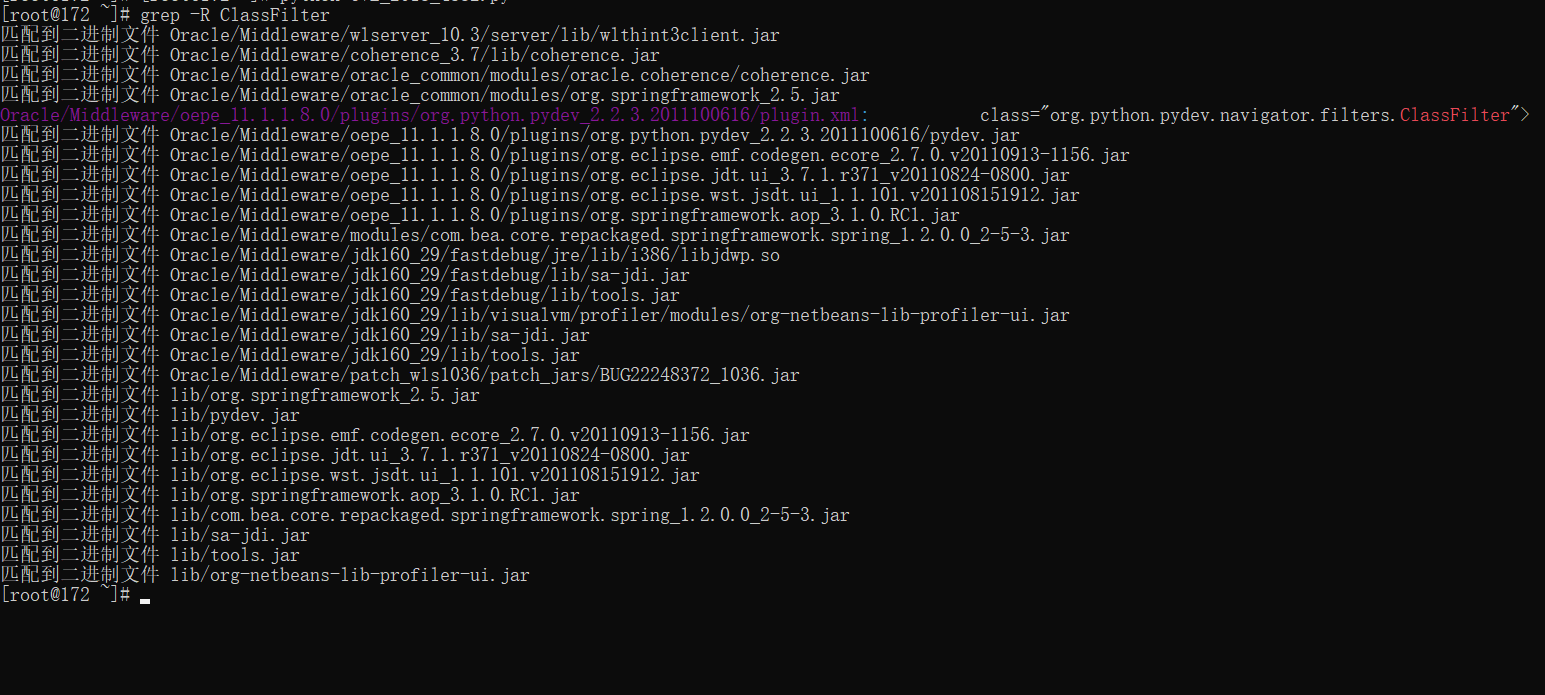 [root@172 ~]# grep -R ClassFilter
匹配到二进制文件 Oracle/Middleware/wlserver_10.3/server/lib/wlthint3client.jar
匹配到二进制文件 Oracle/Middleware/coherence_3.7/lib/coherence.jar
匹配到二进制文件 Oracle/Middleware/oracle_common/modules/oracle.coherence/coherence.jar
匹配到二进制文件 Oracle/Middleware/oracle_common/modules/org.springframework_2.5.jar
Oracle/Middleware/oepe_11.1.1.8.0/plugins/org.python.pydev_2.2.3.2011100616/plugin.xml:            class="org.python.pydev.navigator.filters.ClassFilter">
匹配到二进制文件 Oracle/Middleware/oepe_11.1.1.8.0/plugins/org.python.pydev_2.2.3.2011100616/pydev.jar
匹配到二进制文件 Oracle/Middleware/oepe_11.1.1.8.0/plugins/org.eclipse.emf.codegen.ecore_2.7.0.v20110913-1156.jar
匹配到二进制文件 Oracle/Middleware/oepe_11.1.1.8.0/plugins/org.eclipse.jdt.ui_3.7.1.r371_v20110824-0800.jar
匹配到二进制文件 Oracle/Middleware/oepe_11.1.1.8.0/plugins/org.eclipse.wst.jsdt.ui_1.1.101.v201108151912.jar
匹配到二进制文件 Oracle/Middleware/oepe_11.1.1.8.0/plugins/org.springframework.aop_3.1.0.RC1.jar
匹配到二进制文件 Oracle/Middleware/modules/com.bea.core.repackaged.springframework.spring_1.2.0.0_2-5-3.jar
匹配到二进制文件 Oracle/Middleware/jdk160_29/fastdebug/jre/lib/i386/libjdwp.so
匹配到二进制文件 Oracle/Middleware/jdk160_29/fastdebug/lib/sa-jdi.jar
匹配到二进制文件 Oracle/Middleware/jdk160_29/fastdebug/lib/tools.jar
匹配到二进制文件 Oracle/Middleware/jdk160_29/lib/visualvm/profiler/modules/org-netbeans-lib-profiler-ui.jar
匹配到二进制文件 Oracle/Middleware/jdk160_29/lib/sa-jdi.jar
匹配到二进制文件 Oracle/Middleware/jdk160_29/lib/tools.jar
匹配到二进制文件 Oracle/Middleware/patch_wls1036/patch_jars/BUG22248372_1036.jar
匹配到二进制文件 lib/org.springframework_2.5.jar
匹配到二进制文件 lib/pydev.jar
匹配到二进制文件 lib/org.eclipse.emf.codegen.ecore_2.7.0.v20110913-1156.jar
匹配到二进制文件 lib/org.eclipse.jdt.ui_3.7.1.r371_v20110824-0800.jar
匹配到二进制文件 lib/org.eclipse.wst.jsdt.ui_1.1.101.v201108151912.jar
匹配到二进制文件 lib/org.springframework.aop_3.1.0.RC1.jar
匹配到二进制文件 lib/com.bea.core.repackaged.springframework.spring_1.2.0.0_2-5-3.jar
匹配到二进制文件 lib/sa-jdi.jar
匹配到二进制文件 lib/tools.jar
匹配到二进制文件 lib/org-netbeans-lib-profiler-ui.jar
[root@172 ~]#